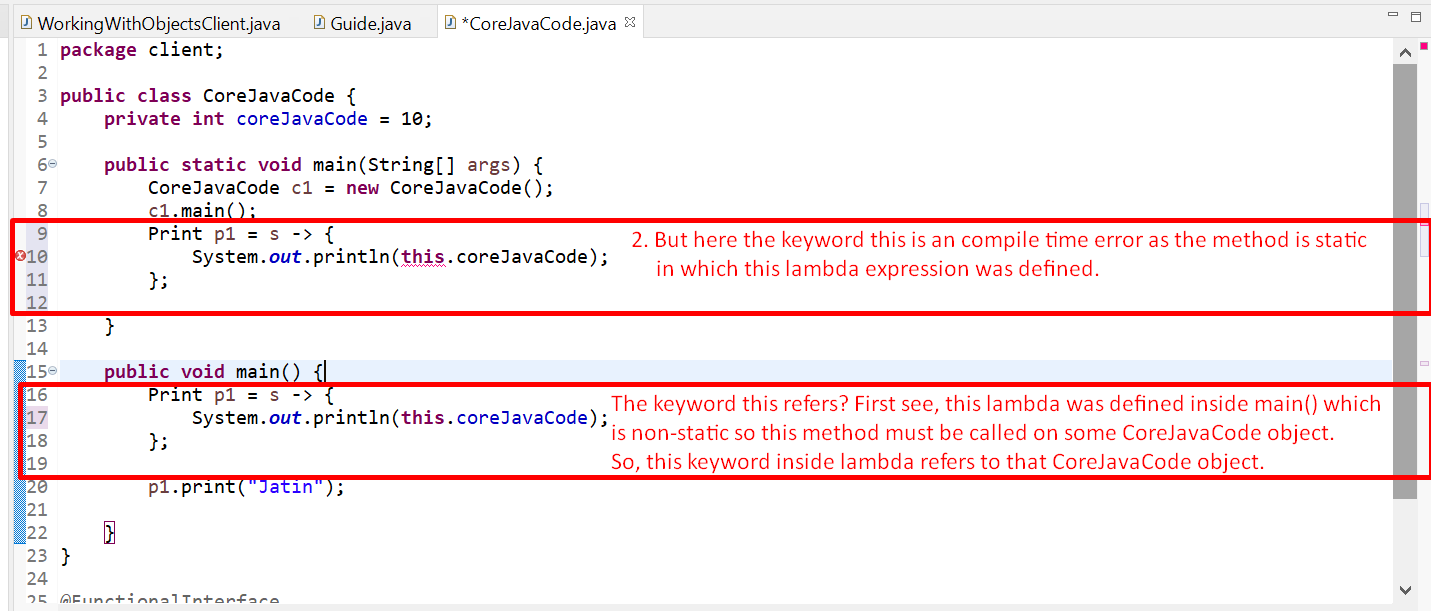 WorkingWithObjectsClient.java Guide.java *CoreJavaCode.java
1 package client;
2
3 public class CoreJavaCode {
4 private int coreJavaCode = 10;
5
6 public static void main(String[] args) {
7 CoreJavaCode c1 = new CoreJavaCode();
8 c1.main();
9 Print p1 = s -> {
10 System.out.println(this.coreJavaCode);
11 };
12
2. But here the keyword this is an compile time error as the method is static
in which this lambda expression was defined.
13 }
14
15 public void main() {
16 Print p1 = s -> {
17 System.out.println(this.coreJavaCode);
18 };
19
The keyword this refers? First see, this lambda was defined inside main() which
is non-static so this method must be called on some CoreJavaCode object.
So, this keyword inside lambda refers to that CoreJavaCode object.
20 p1.print("Jatin");
21
22 }
23 }
24
25 @FunctionalInterface